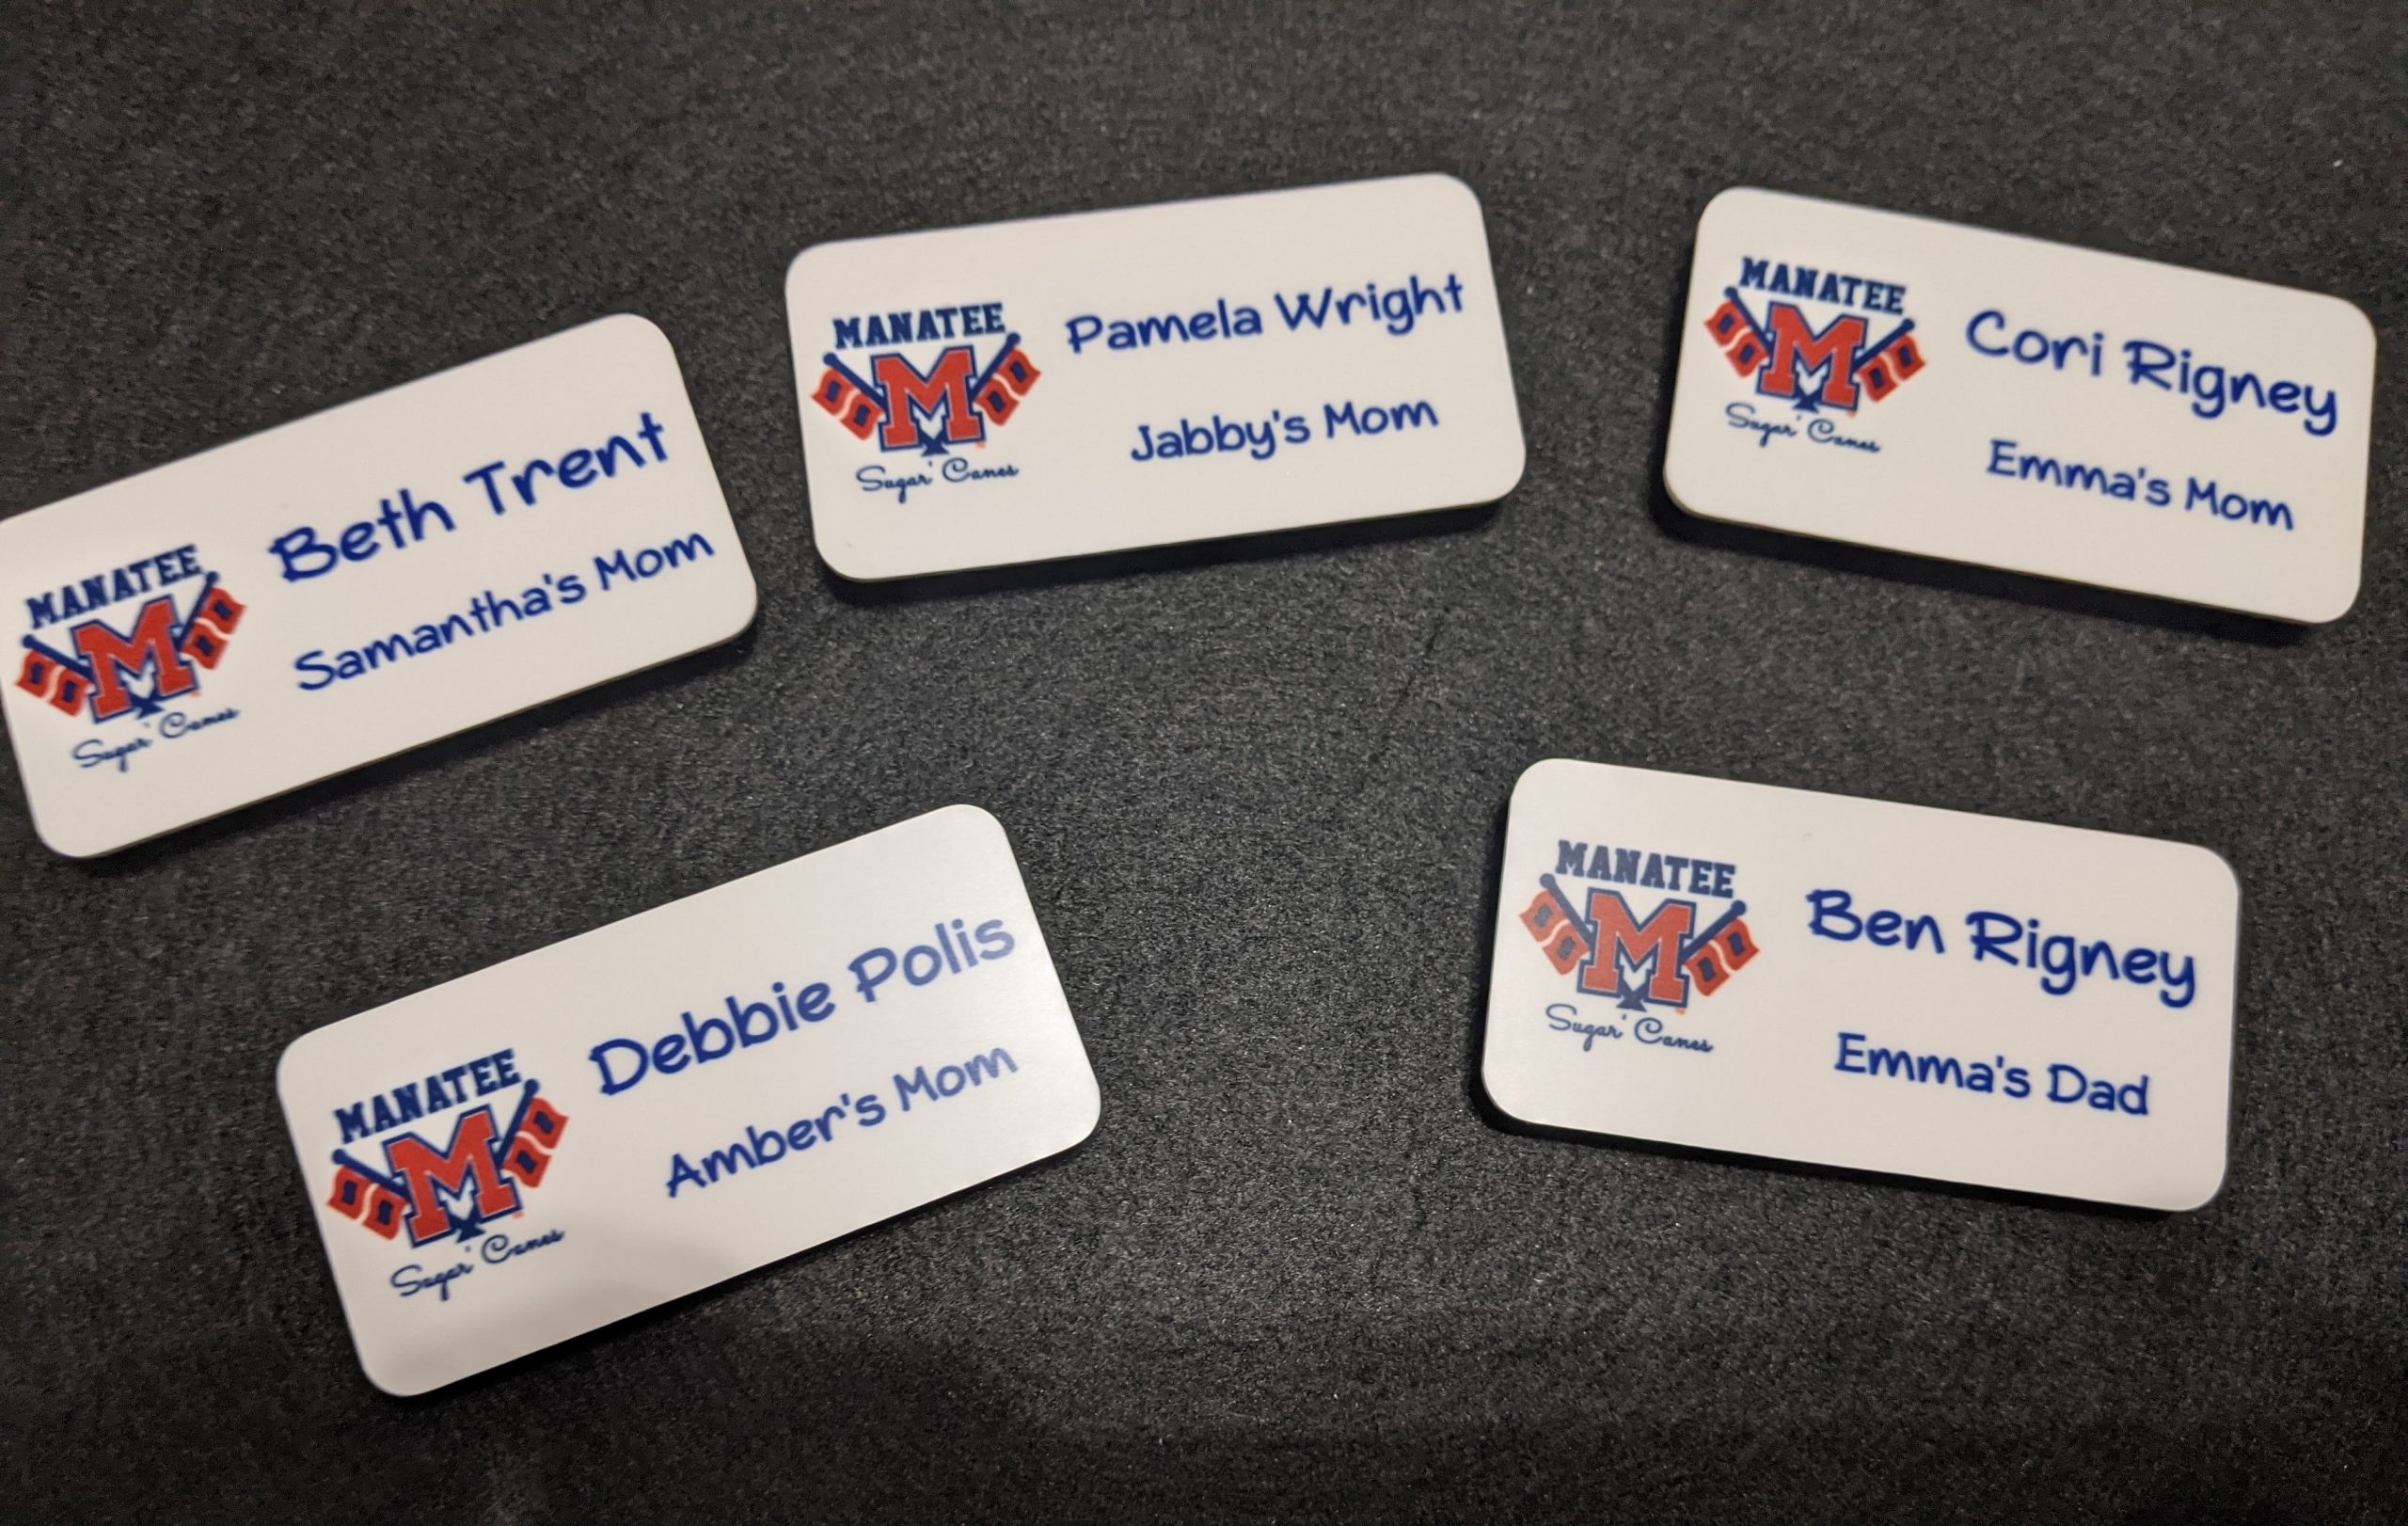 MANATEE
M
Sugar' Canes
Beth Trent
Samantha's Mom
MANATEE
M
Sugar' Canes
Pamela Wright
Jabby's Mom
MANATEE
M
Sugar' Canes
Cori Rigney
Emma's Mom
MANATEE
M
Sugar' Canes
Debbie Polis
Amber's Mom
MANATEE
M
Sugar' Canes
Ben Rigney
Emma's Dad